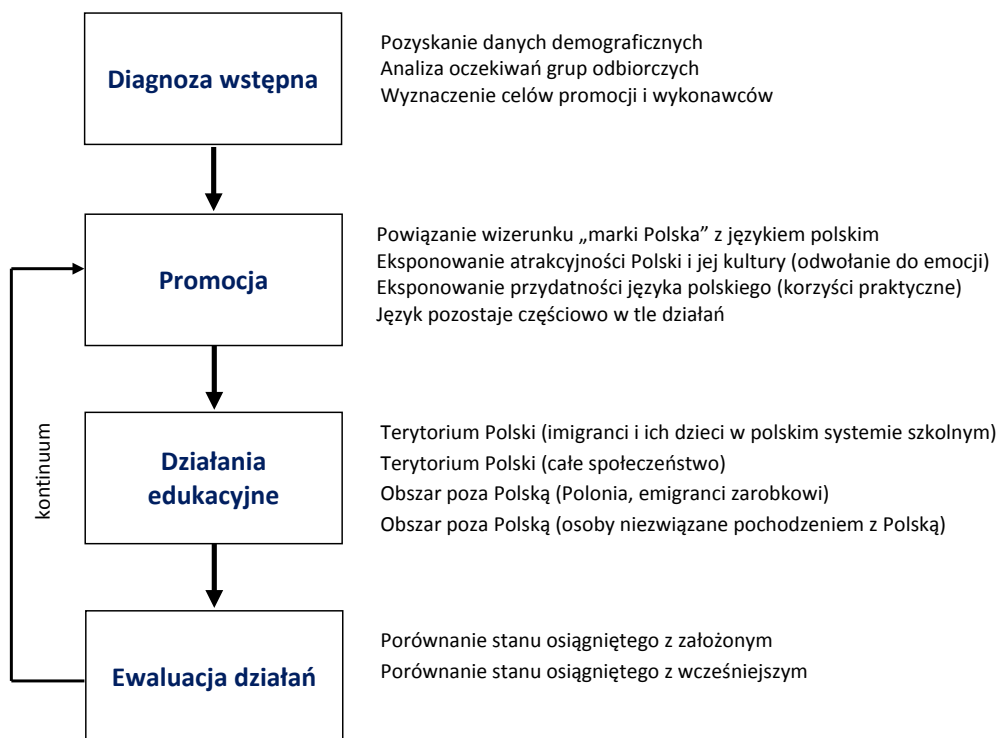 Diagnoza wstępna
Pozyskanie danych demograficznych
Analiza oczekiwań grup odbiorczych
Wyznaczenie celów promocji i wykonawców
Promocja
Powiązanie wizerunku „marki Polska” z językiem polskim
Eksponowanie atrakcyjności Polski i jej kultury (odwołanie do emocji)
Eksponowanie przydatności języka polskiego (korzyści praktyczne)
Język pozostaje częściowo w tle działań
kontinuum
Działania
edukacyjne
Terytorium Polski (imigranci i ich dzieci w polskim systemie szkolnym)
Terytorium Polski (całe społeczeństwo)
Obszar poza Polską (Polonia, emigranci zarobkowi)
Obszar poza Polską (osoby niezwiązane pochodzeniem z Polską)
Ewaluacja działań
Porównanie stanu osiągniętego z założonym
Porównanie stanu osiągniętego z wcześniejszym